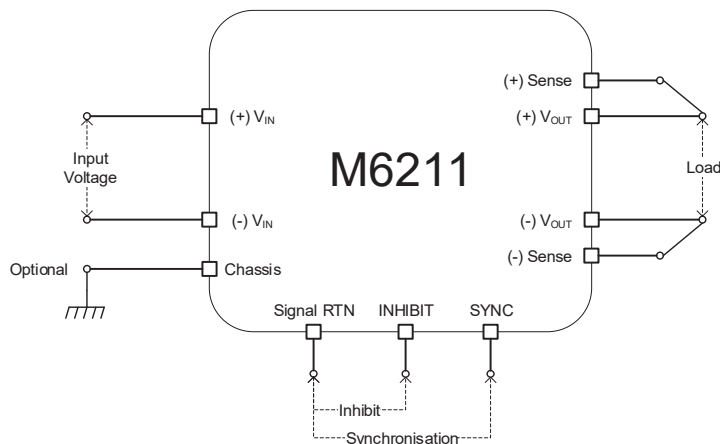 (+) Sense
(+) VIN
(+) VOUT
Input
Voltage
M6211
Load
(-) VIN
(-) VOUT
(-) Sense
Optional
Chassis
Signal RTN
INHIBIT
SYNC
Inhibit
Synchronisation